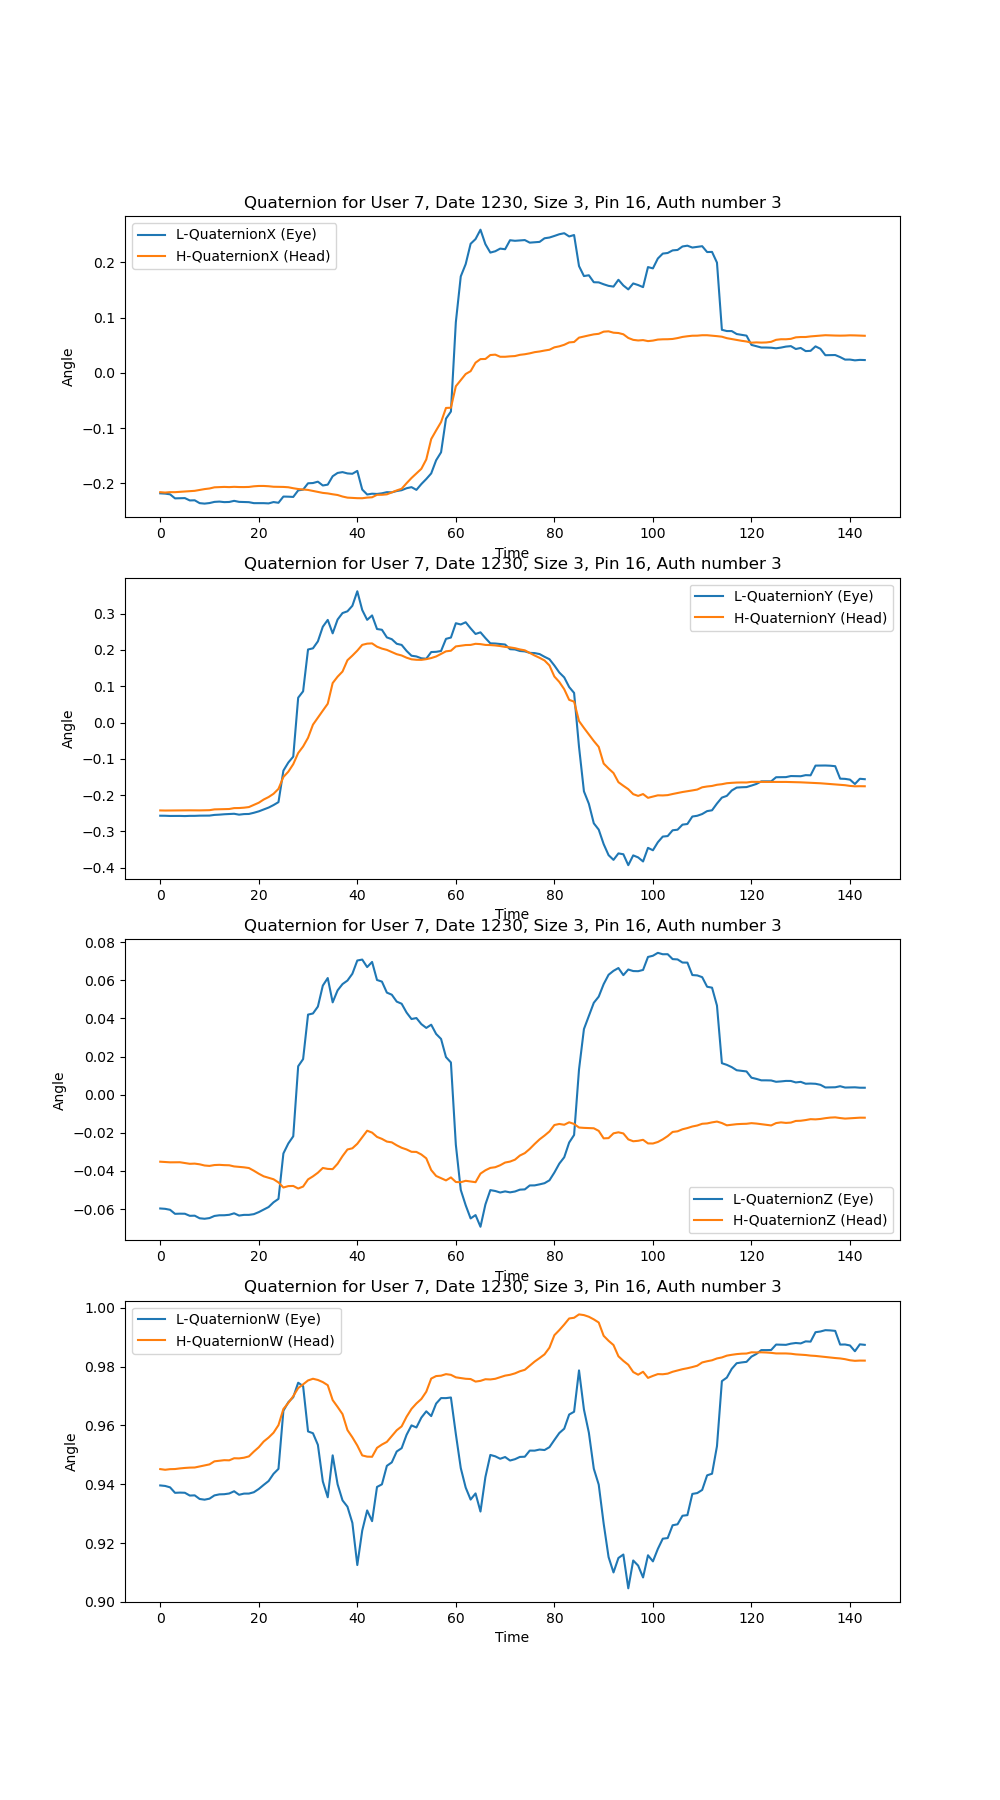 Quaternion for User 7, Date 1230, Size 3, Pin 16, Auth number 3
L-QuaternionX (Eye)
H-QuaternionX (Head)
Angle
0.2
0.1
0.0
−0.1
−0.2
0 20 40 60 80 100 120 140
Time
Quaternion for User 7, Date 1230, Size 3, Pin 16, Auth number 3
L-QuaternionY (Eye)
H-QuaternionY (Head)
Angle
0.3
0.2
0.1
0.0
−0.1
−0.2
−0.3
−0.4
0 20 40 60 80 100 120 140
Time
Quaternion for User 7, Date 1230, Size 3, Pin 16, Auth number 3
Angle
0.08
0.06
0.04
0.02
0.00
−0.02
−0.04
−0.06
L-QuaternionZ (Eye)
H-QuaternionZ (Head)
0 20 40 60 80 100 120 140
Time
Quaternion for User 7, Date 1230, Size 3, Pin 16, Auth number 3
L-QuaternionW (Eye)
H-QuaternionW (Head)
Angle
1.00
0.98
0.96
0.94
0.92
0.90
0 20 40 60 80 100 120 140
Time